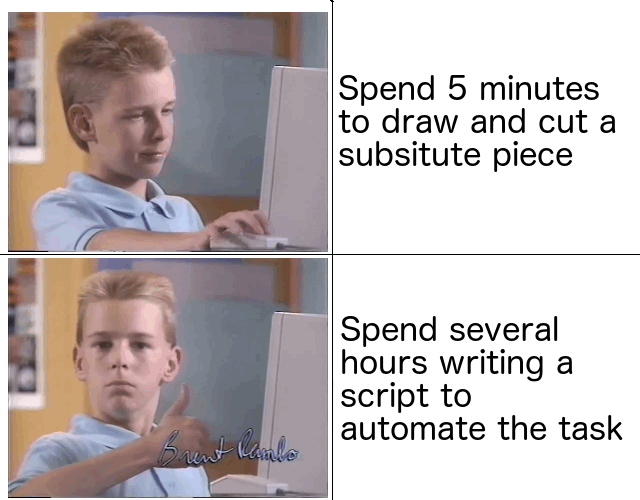 Spend 5 minutes
to draw and cut a
subsitute piece
Brent Rambo
Spend several
hours writing a
script to
automate the task